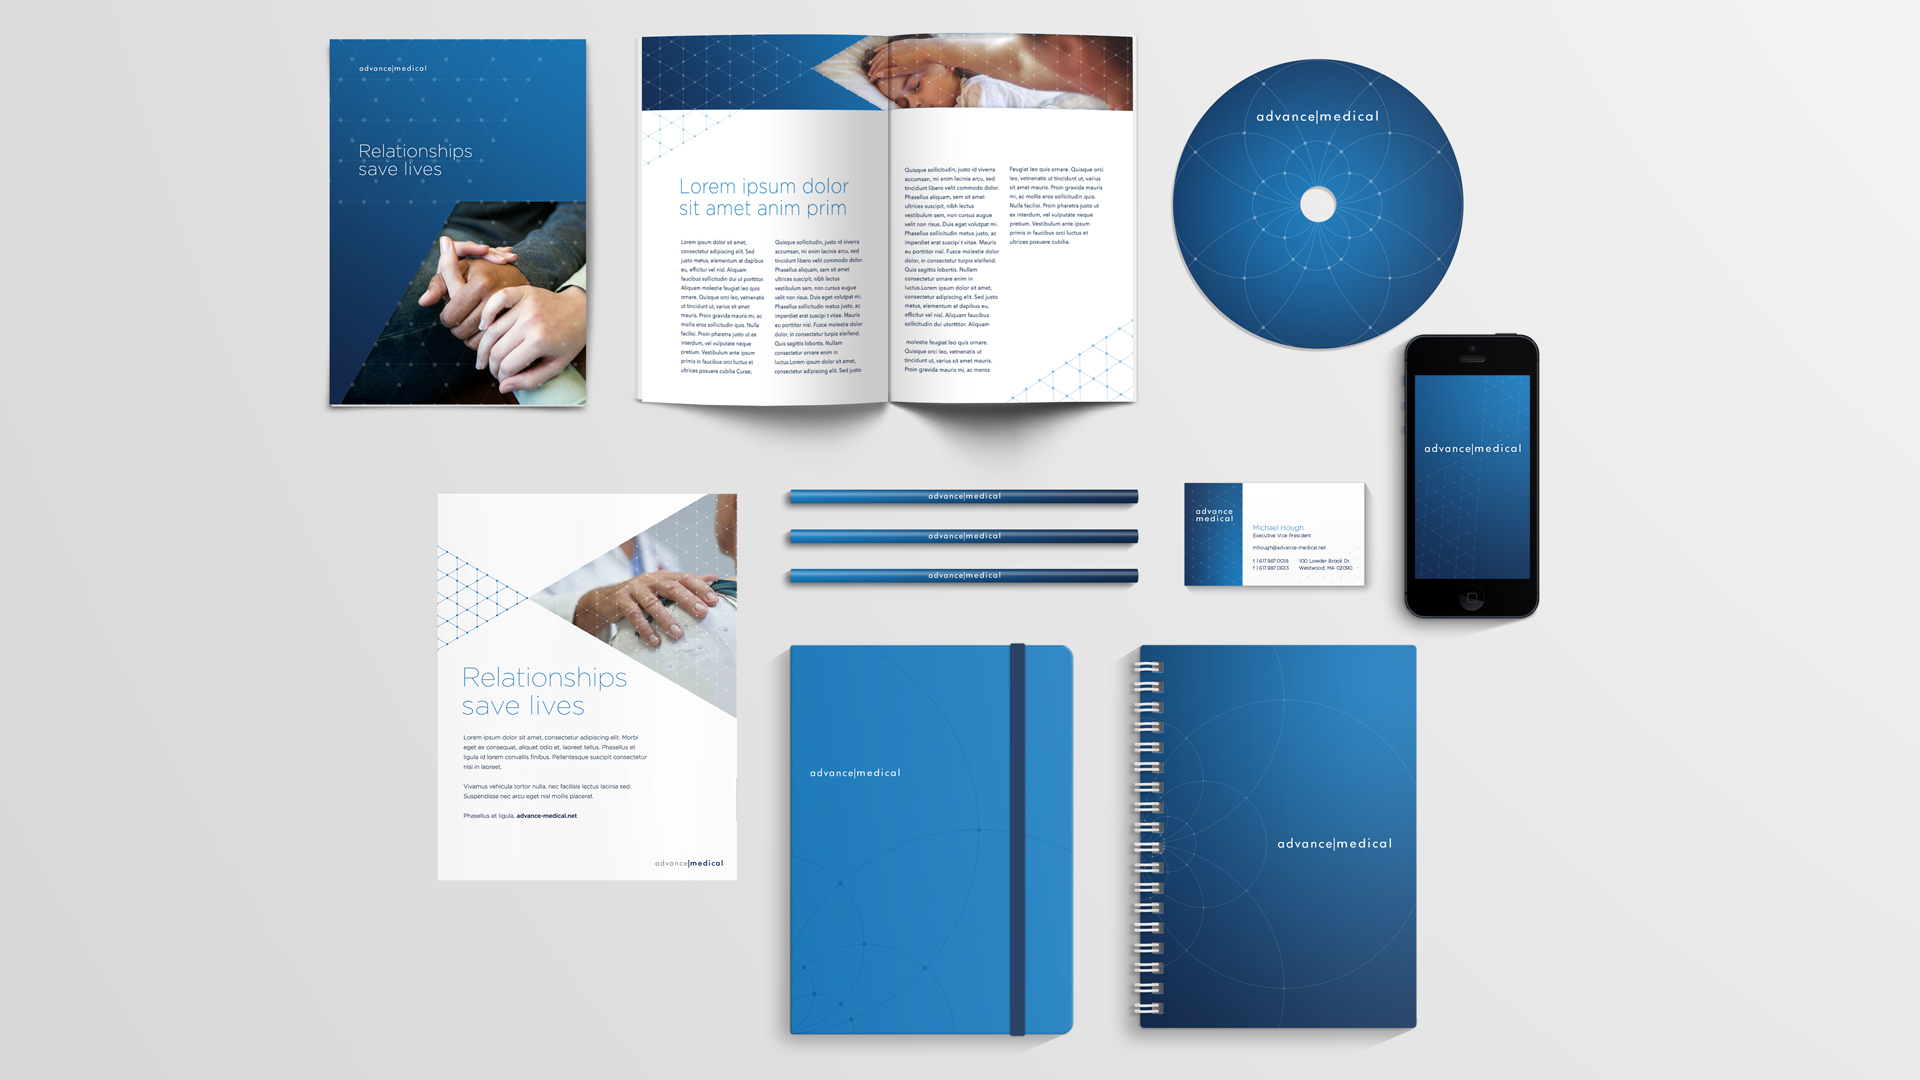 advance|medical
Relationships
save lives
Lorem ipsum dolor
sit amet anim prim
Lorem ipsum dolor sit amet,
consectetur adipiscing elit. Sed
justo metus, elementum at dapibus
eu, efficitur vel nisl. Aliquam
faucibus sollicitudin dui ut porttitor.
Aliquam molestie feugiat leo quis
ornare. Quisque orci leo, venenatis
ut tincidunt ut, varius sit amet
mauris. Proin gravida mauris mi, ac
mollis eros sollicitudin quis. Nulla
facilisi. Proin pharetra justo ut ex
interdum, vel vulputate neque
pretium. Vestibulum ante ipsum
primis in faucibus orci luctus et
ultrices posuere cubilia Curae;
Quisque sollicitudin, justo id viverra
accumsan, mi enim lacinia arcu, sed
tincidunt libero velit commodo dolor.
Phasellus aliquam, sem sit amet
ultrices suscipit, nibh lectus
vestibulum sem, non cursus augue
velit non risus. Duis eget volutpat mi.
Phasellus sollicitudin metus justo, ac
imperdiet erat suscipi t vitae. Mauris
eu porttitor nisl. Fusce molestie dolor
dolor, in consectetur turpis eleifend.
Quis sagittis lobortis. Nullam
consectetur ornare enim in
luctus.Lorem ipsum dolor sit amet,
consectetur adipiscing elit. Sed justo
Quisque sollicitudin, justo id viverra
accumsan, mi enim lacinia arcu, sed
tincidunt libero velit commodo dolor.
Phasellus aliquam, sem sit amet
ultrices suscipit, nibh lectus
vestibulum sem, non cursus augue
velit non risus. Duis eget volutpat mi.
Phasellus sollicitudin metus justo, ac
imperdiet erat suscipi t vitae. Mauris
eu porttitor nisl. Fusce molestie dolor
dolor, in consectetur turpis eleifend.
Quis sagittis lobortis. Nullam
consectetur ornare enim in
luctus.Lorem ipsum dolor sit amet,
consectetur adipiscing elit. Sed justo
metus, elementum at dapibus eu,
efficitur vel nisl. Aliquam faucibus
sollicitudin dui utorttitor. Aliquam
molestie feugiat leo quis ornare.
Quisque orci leo, vetnenatis ut
tincidunt ut, varius sit amet mauris.
Proin gravida mauris mi, ac meros
Feugiat leo quis ornare. Quisque orci
leo, vetnenatis ut tincidunt ut, varius
sit amet mauris. Proin gravida mauris
mi, ac mollis eros sollicitudin quis.
Nulla facilisi. Proin pharetra justo ut
ex interdum, vel vulputate neque
pretium. Vestibulum ante ipsum
primis in faucibus orci luctus et
ultrices posuere cubilia.
advance|medical
advance|medical
Relationships
save lives
Lorem ipsum dolor sit amet, consectetur adipiscing elit. Morbi
eget ex consequat, aliquet odio et, laoreet tellus. Phasellus et
ligula id lorem convallis finibus. Pellentesque suscipit consectetur
nisi in laoreet.
Vivamus vehicula tortor nulla, nec facilisis lectus lacinia sed.
Suspendisse nec arcu eget nisl mollis placerat.
Phasellus et ligula, advance-medical.net
advance|medical
advance|medical
advance|medical
advance|medical
advance
medical
Michael Hough
Executive Vice President
mhough@advance-medical.net
t | 617.987.0018
f | 617.987.0633
100 Lowder Brook Dr.
Westwood, MA 02090
advance|medical
advance|medical